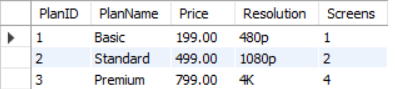 PlanID PlanName Price Resolution Screens
1 Basic 199.00 480p 1
2 Standard 499.00 1080p 2
3 Premium 799.00 4K 4